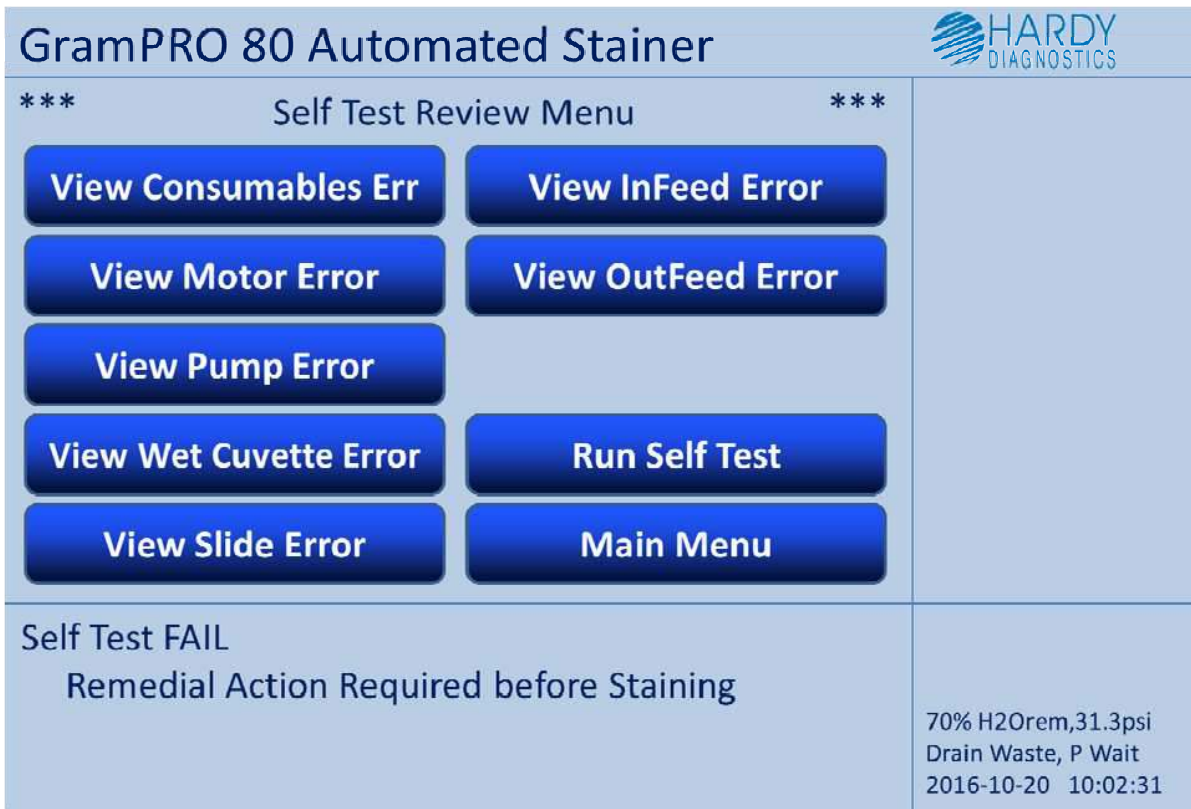 GramPRO 80 Automated Stainer
HARDY
DIAGNOSTICS
*** Self Test Review Menu ***
View Consumables Err
View InFeed Error
View Motor Error
View OutFeed Error
View Pump Error
View Wet Cuvette Error
Run Self Test
View Slide Error
Main Menu
Self Test FAIL
Remedial Action Required before Staining
70% H2Orem,31.3psi
Drain Waste, P Wait
2016-10-20 10:02:31